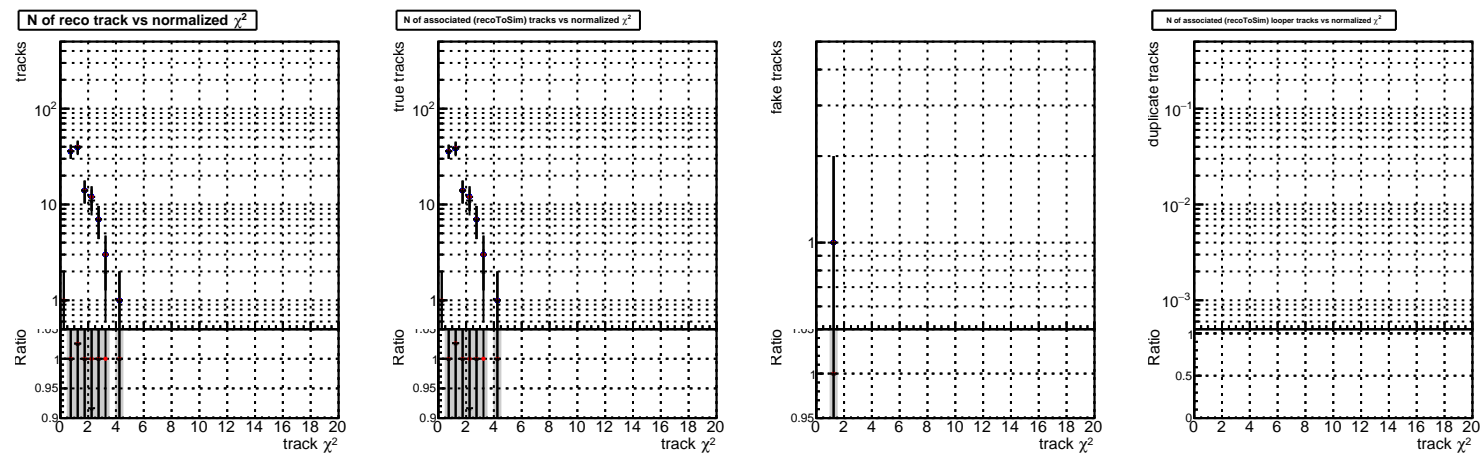 N of reco track vs normalized χ²
tracks
10²
10
1
Ratio
1.05
1
0.95
0.9
0 2 4 6 8 10 12 14 16 18 20
track χ²
N of associated (recoToSim) tracks vs normalized χ²
true tracks
10²
10
1
Ratio
1.05
1
0.95
0.9
0 2 4 6 8 10 12 14 16 18 20
track χ²
fake tracks
1
Ratio
1.05
1
0.95
0 2 4 6 8 10 12 14 16 18 20
track χ²
N of associated (recoToSim) looper tracks vs normalized χ²
duplicate tracks
10⁻¹
10⁻²
10⁻³
Ratio
1
0.5
0
0 2 4 6 8 10 12 14 16 18 20
track χ²